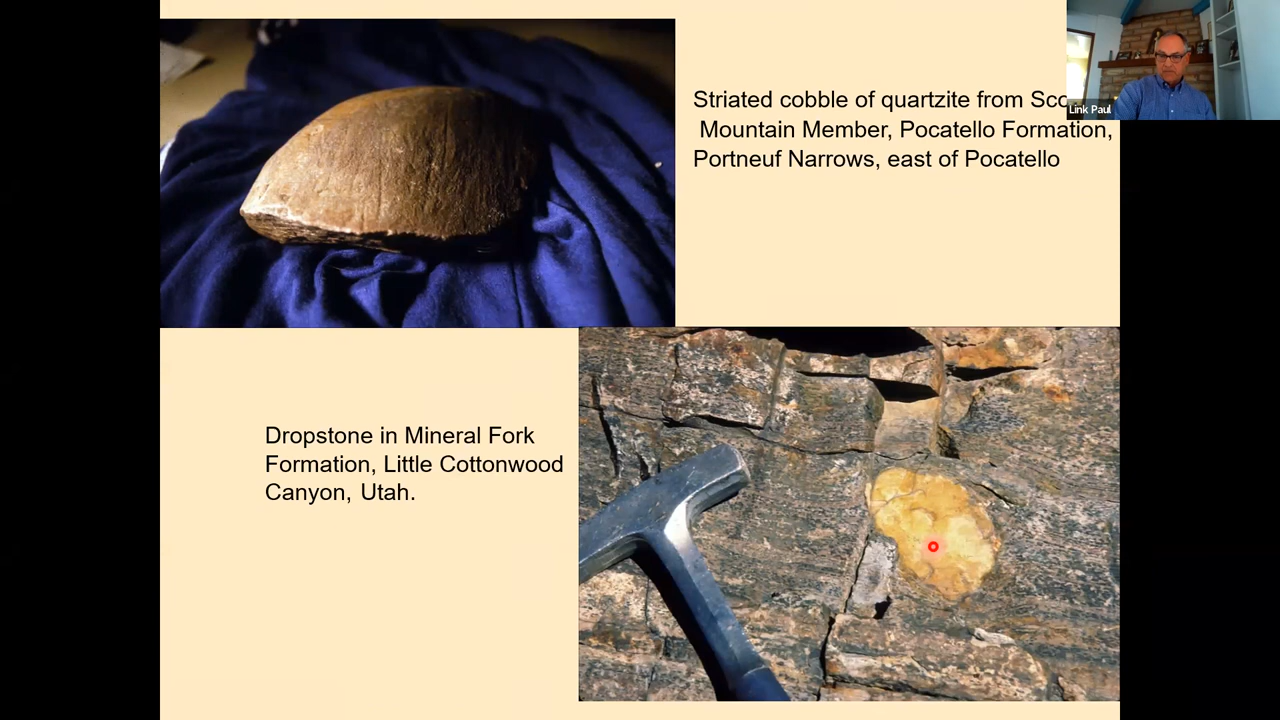 Striated cobble of quartzite from
Link Paul
Mountain Member, Pocatello Formation,
Portneuf Narrows, east of Pocatello
Dropstone in Mineral Fork
Formation, Little Cottonwood
Canyon, Utah.